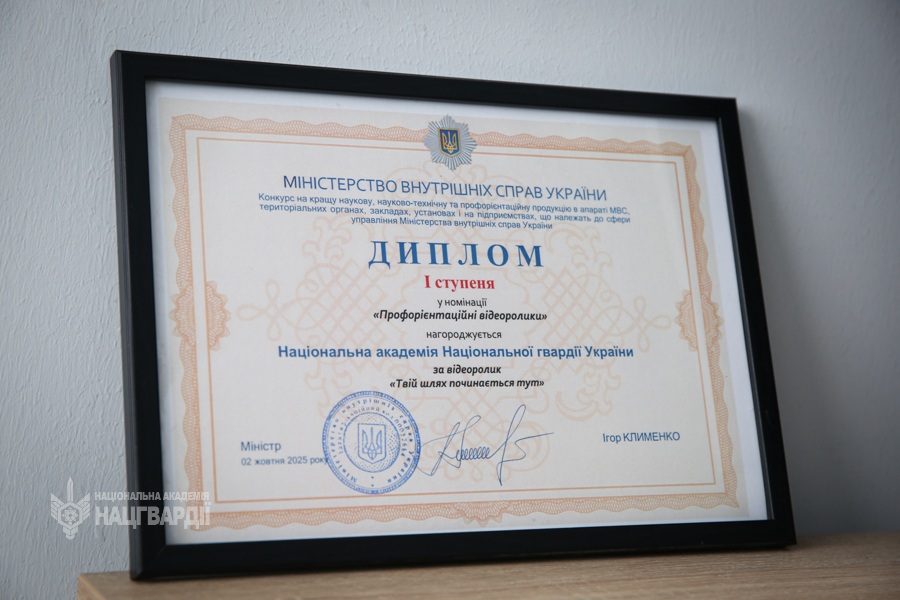 МІНІСТЕРСТВО ВНУТРІШНІХ СПРАВ УКРАЇНИ
Конкурс на кращу наукову, науково-технічну та профорієнтаційну продукцію в апараті МВС,
територіальних органах, закладах, установах і на підприємствах, що належать до сфери
управління Міністерства внутрішніх справ України
ДИПЛОМ
І ступеня
у номінації
«Профорієнтаційні відеоролики»
нагороджується
Національна академія Національної гвардії України
за відеоролик
«Твій шлях починається тут»
Міністр
Ігор КЛИМЕНКО
02 жовтня 2025 року
НАЦІОНАЛЬНА АКАДЕМІЯ
НАЦГВАРДІЇ